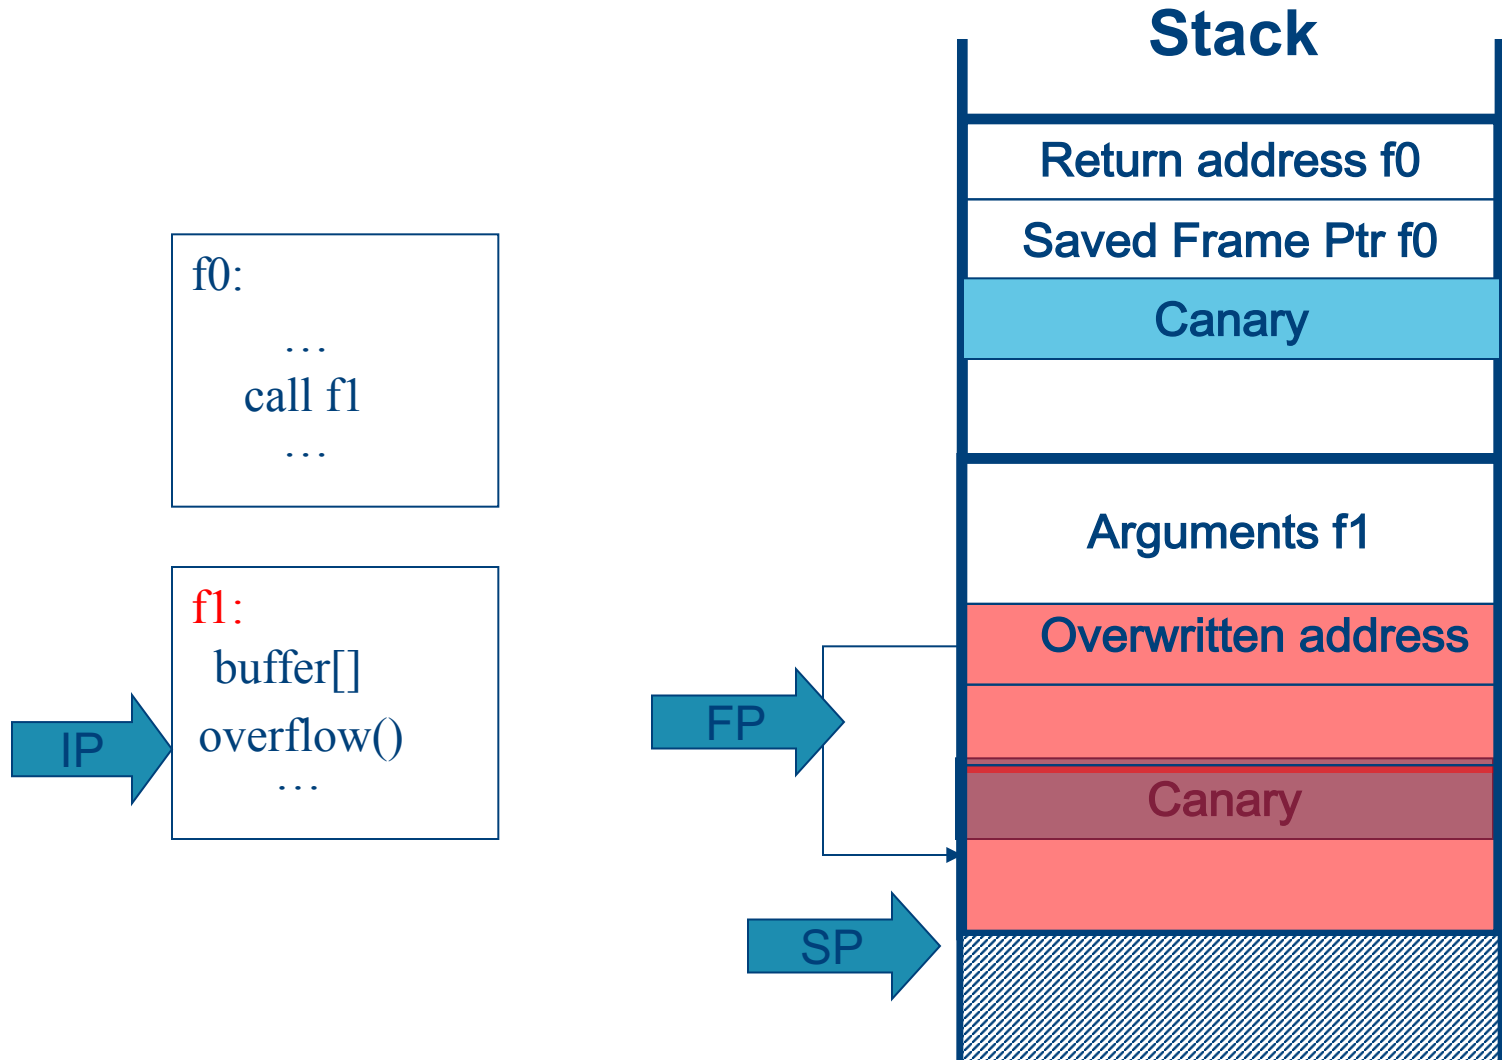 Stack
Return address f0
Saved Frame Ptr f0
Canary
f0:
…
call f1
…
Arguments f1
f1:
buffer[]
overflow()
…
IP
Overwritten address
FP
Canary
SP